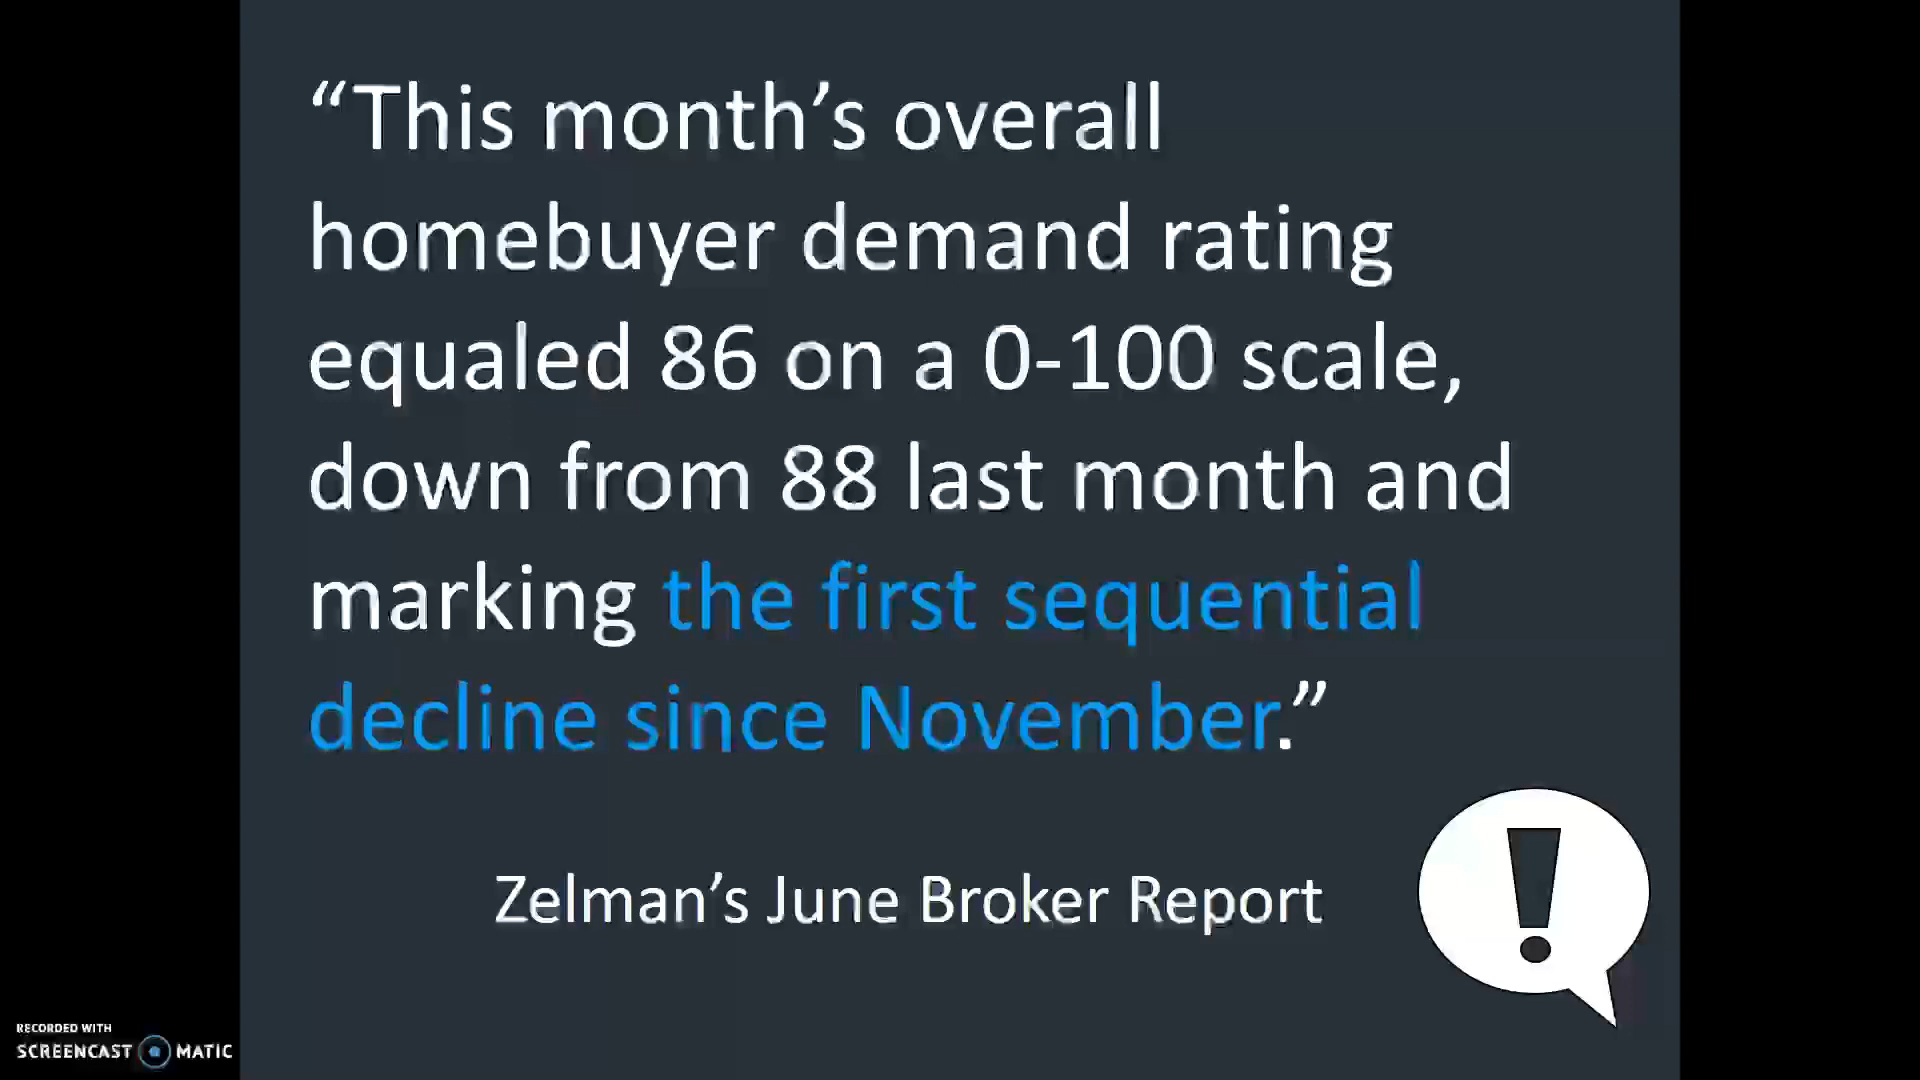 “This month’s overall
homebuyer demand rating
equaled 86 on a 0-100 scale,
down from 88 last month and
marking the first sequential
decline since November.”
Zelman’s June Broker Report
!
RECORDED WITH
SCREENCAST MATIC